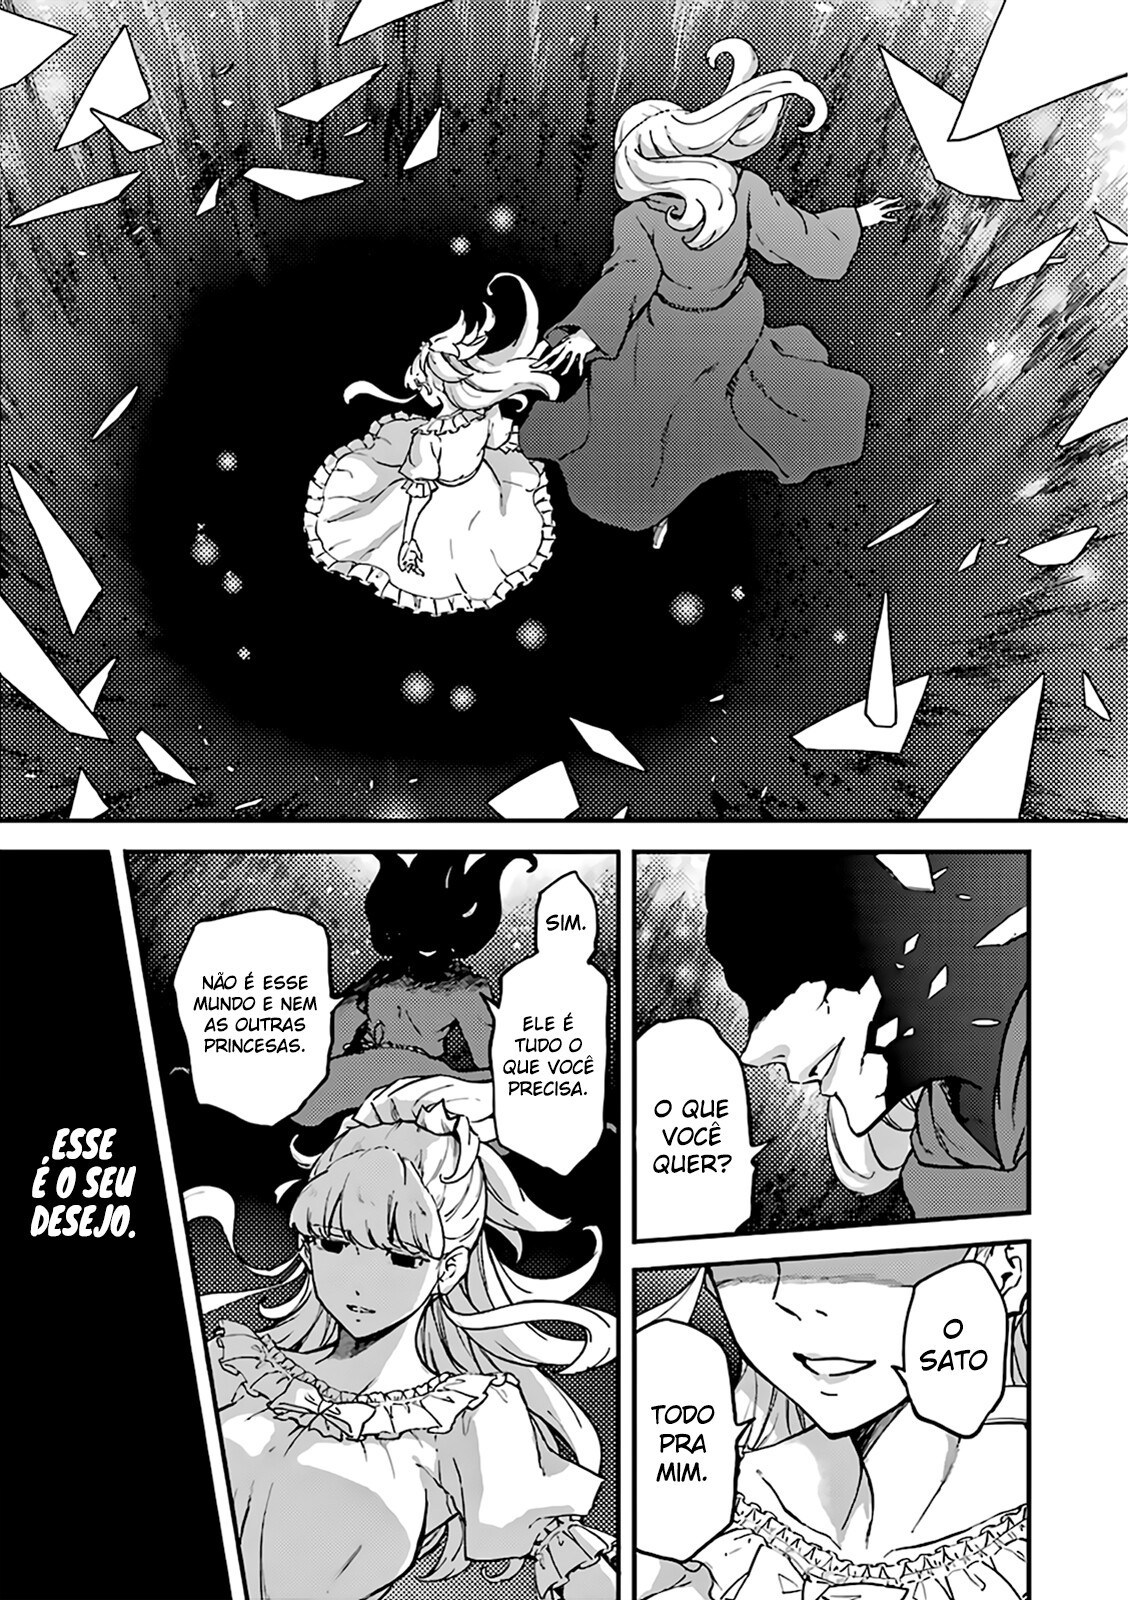 O QUE
VOCÊ
QUER?
O
SATO
TODO
PRA
MIM.
SIM.
ELE É
TUDO O
QUE VOCÊ
PRECISA.
NÃO É ESSE
MUNDO E NEM
AS OUTRAS
PRINCESAS.
ESSE
É O SEU
DESEJO.